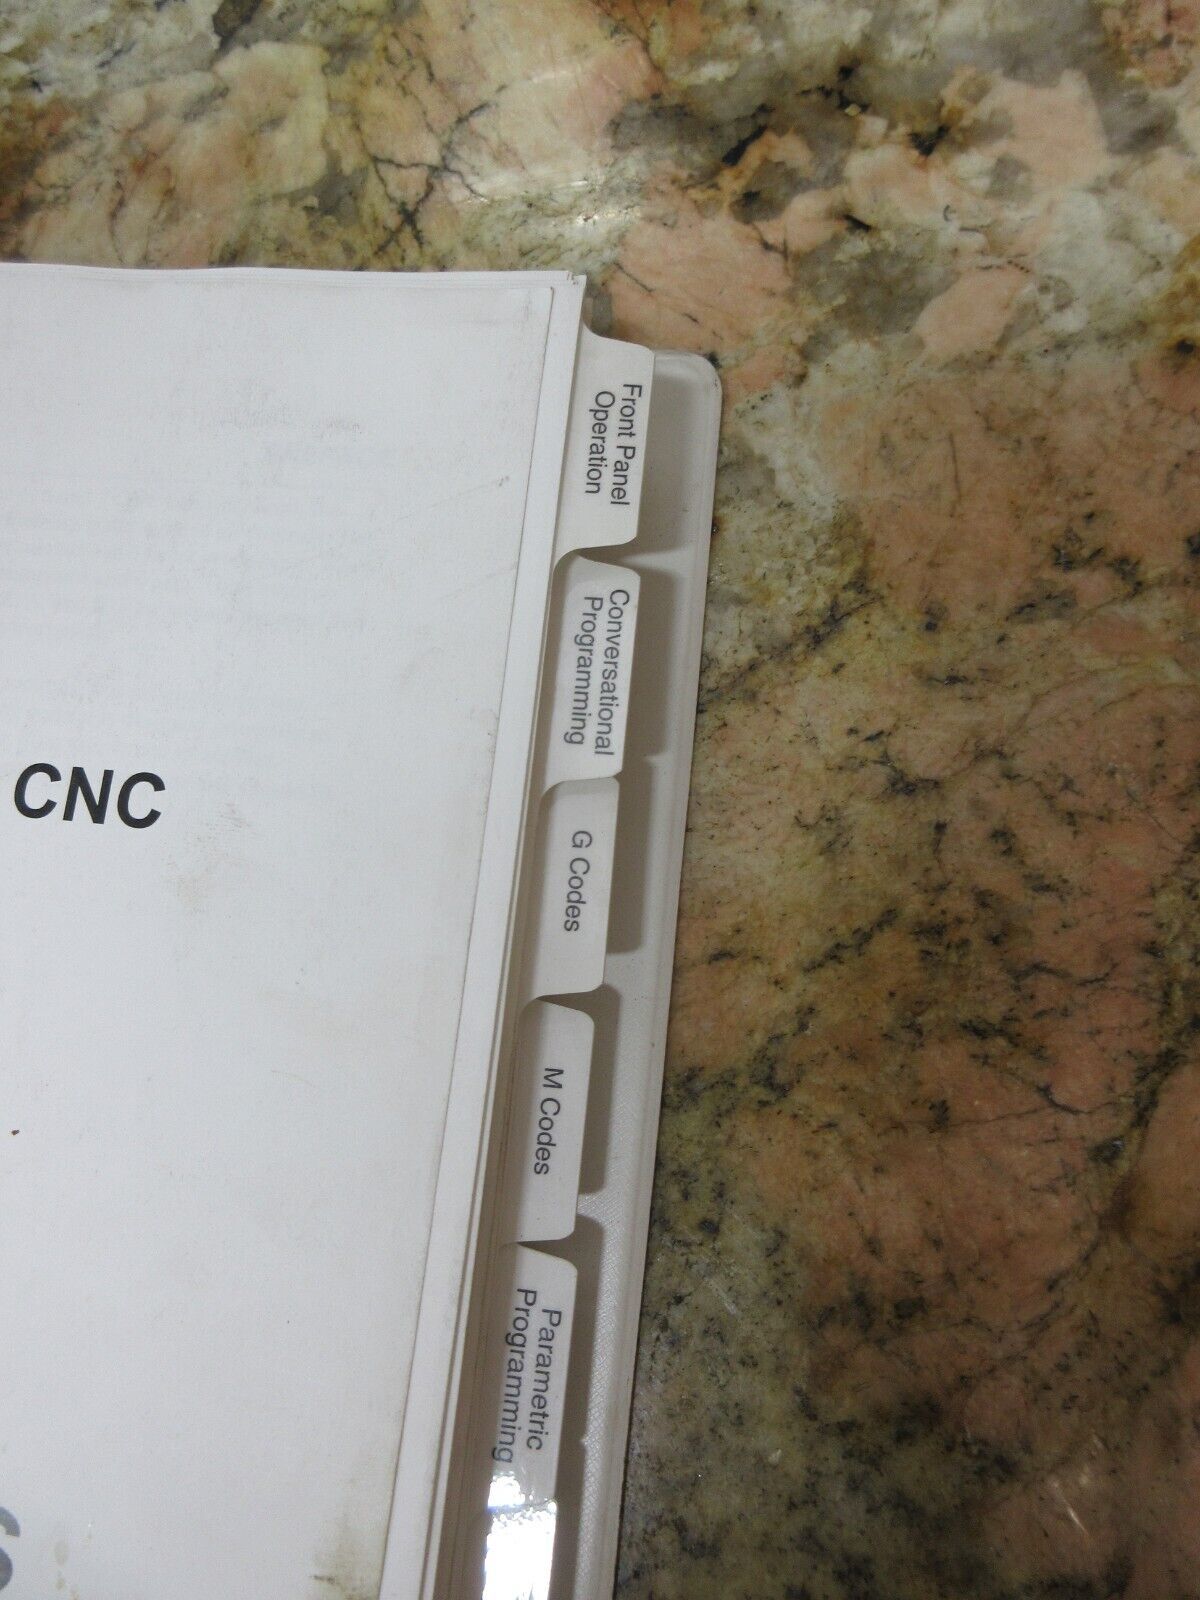 Front Panel
Operation
Conversational
Programming
CNC
G Codes
M Codes
Parametric
Programming